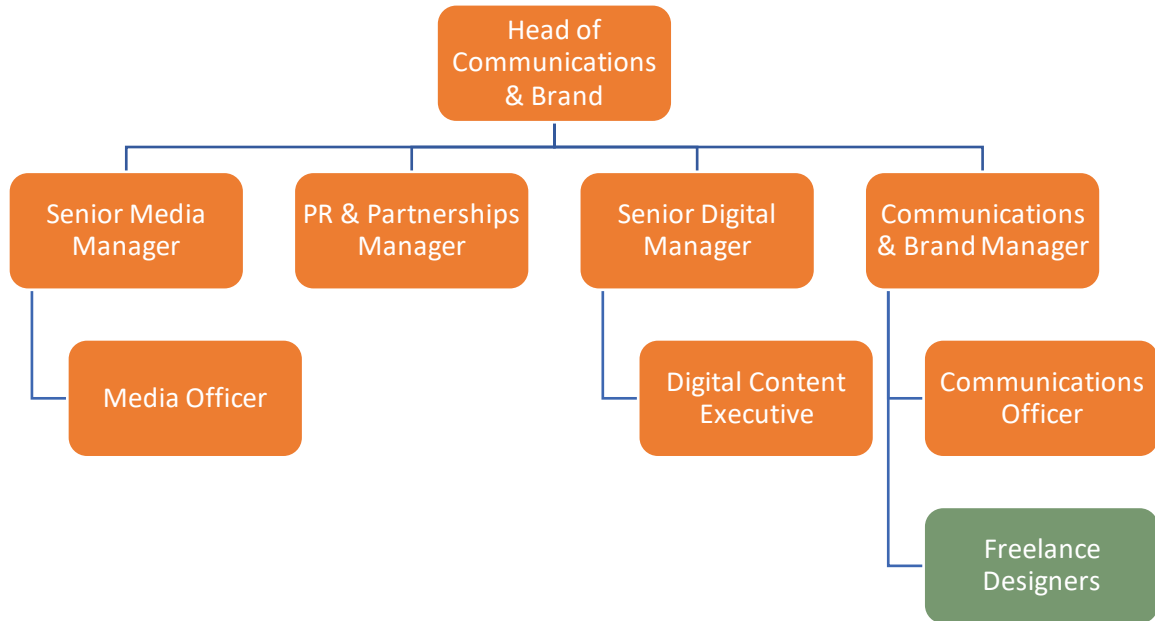 Head of
Communications
& Brand
Senior Media
Manager
PR & Partnerships
Manager
Senior Digital
Manager
Communications
& Brand Manager
Media Officer
Digital Content
Executive
Communications
Officer
Freelance
Designers